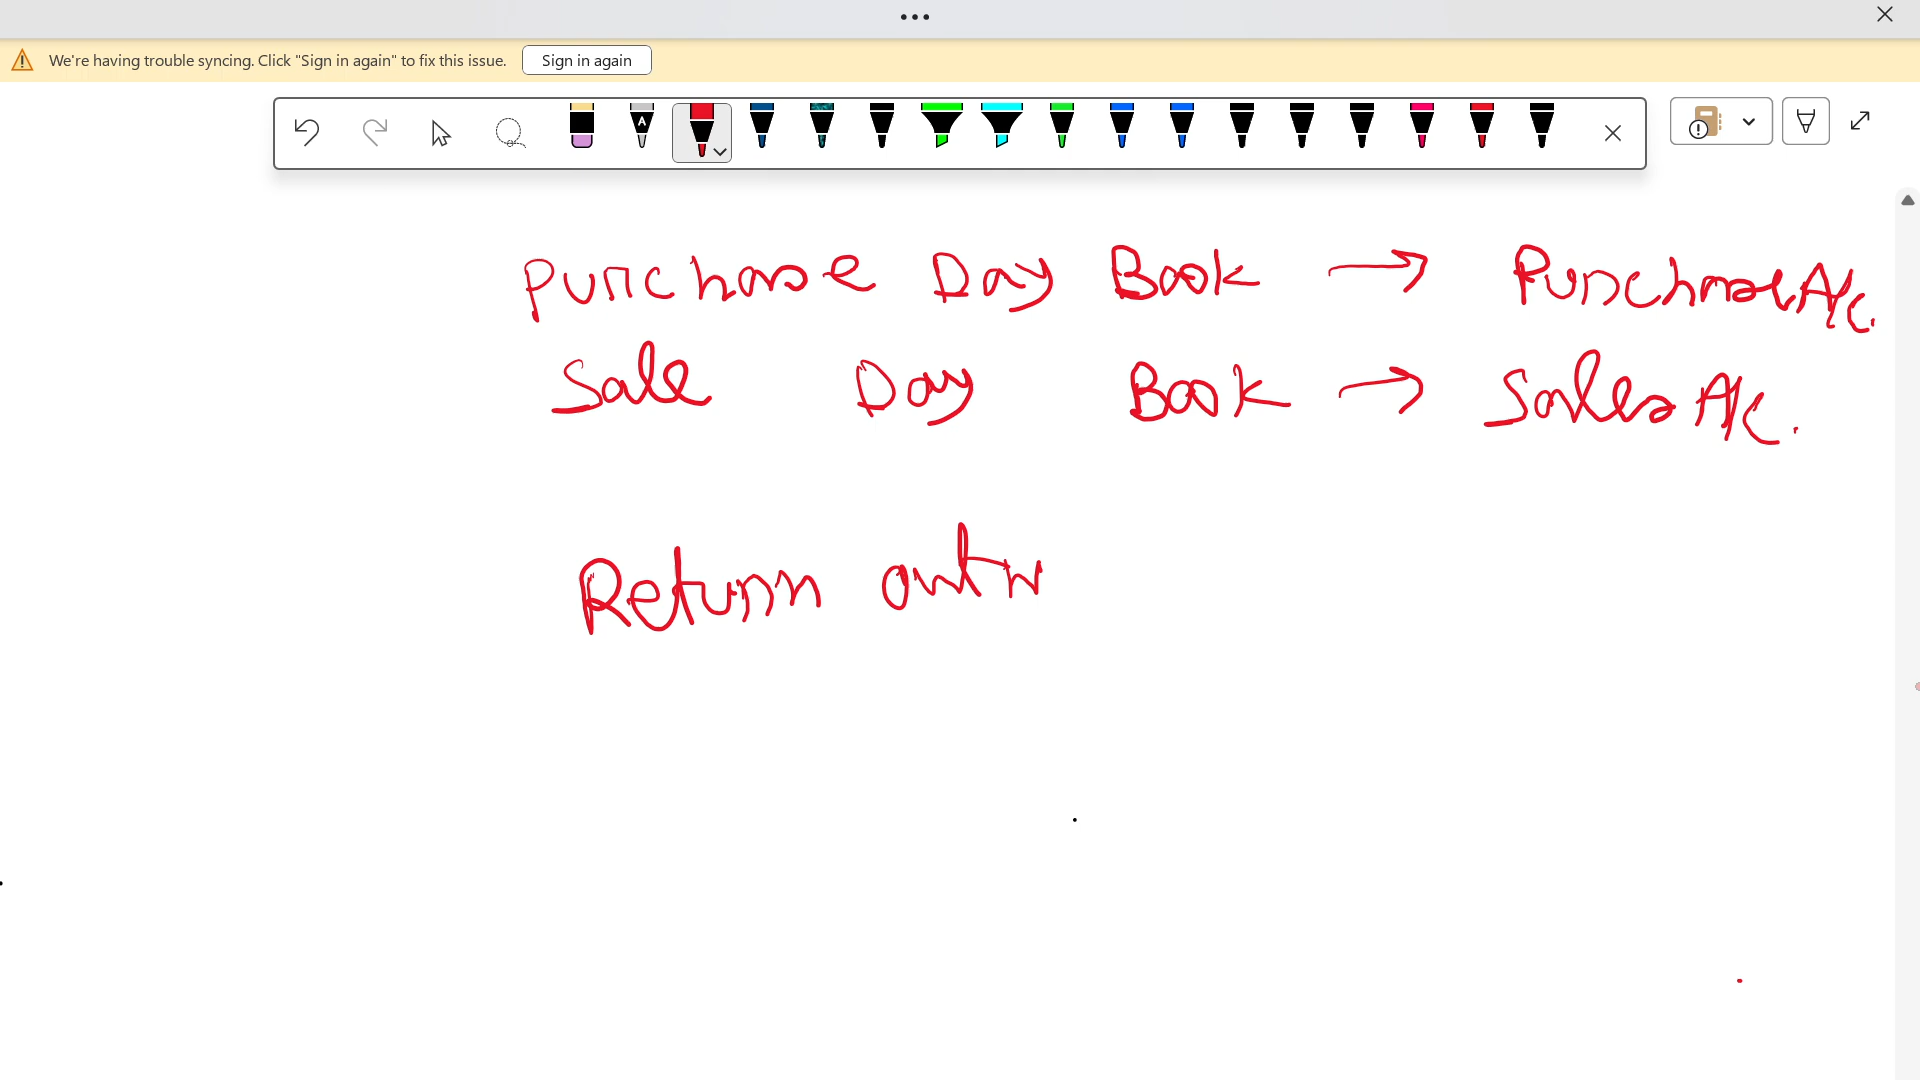 We're having trouble syncing. Click "Sign in again" to fix this issue. Sign in again
A
Purchase Day Book → Purchase A/C.
Sale Day Book → Sales A/C.
Return outw